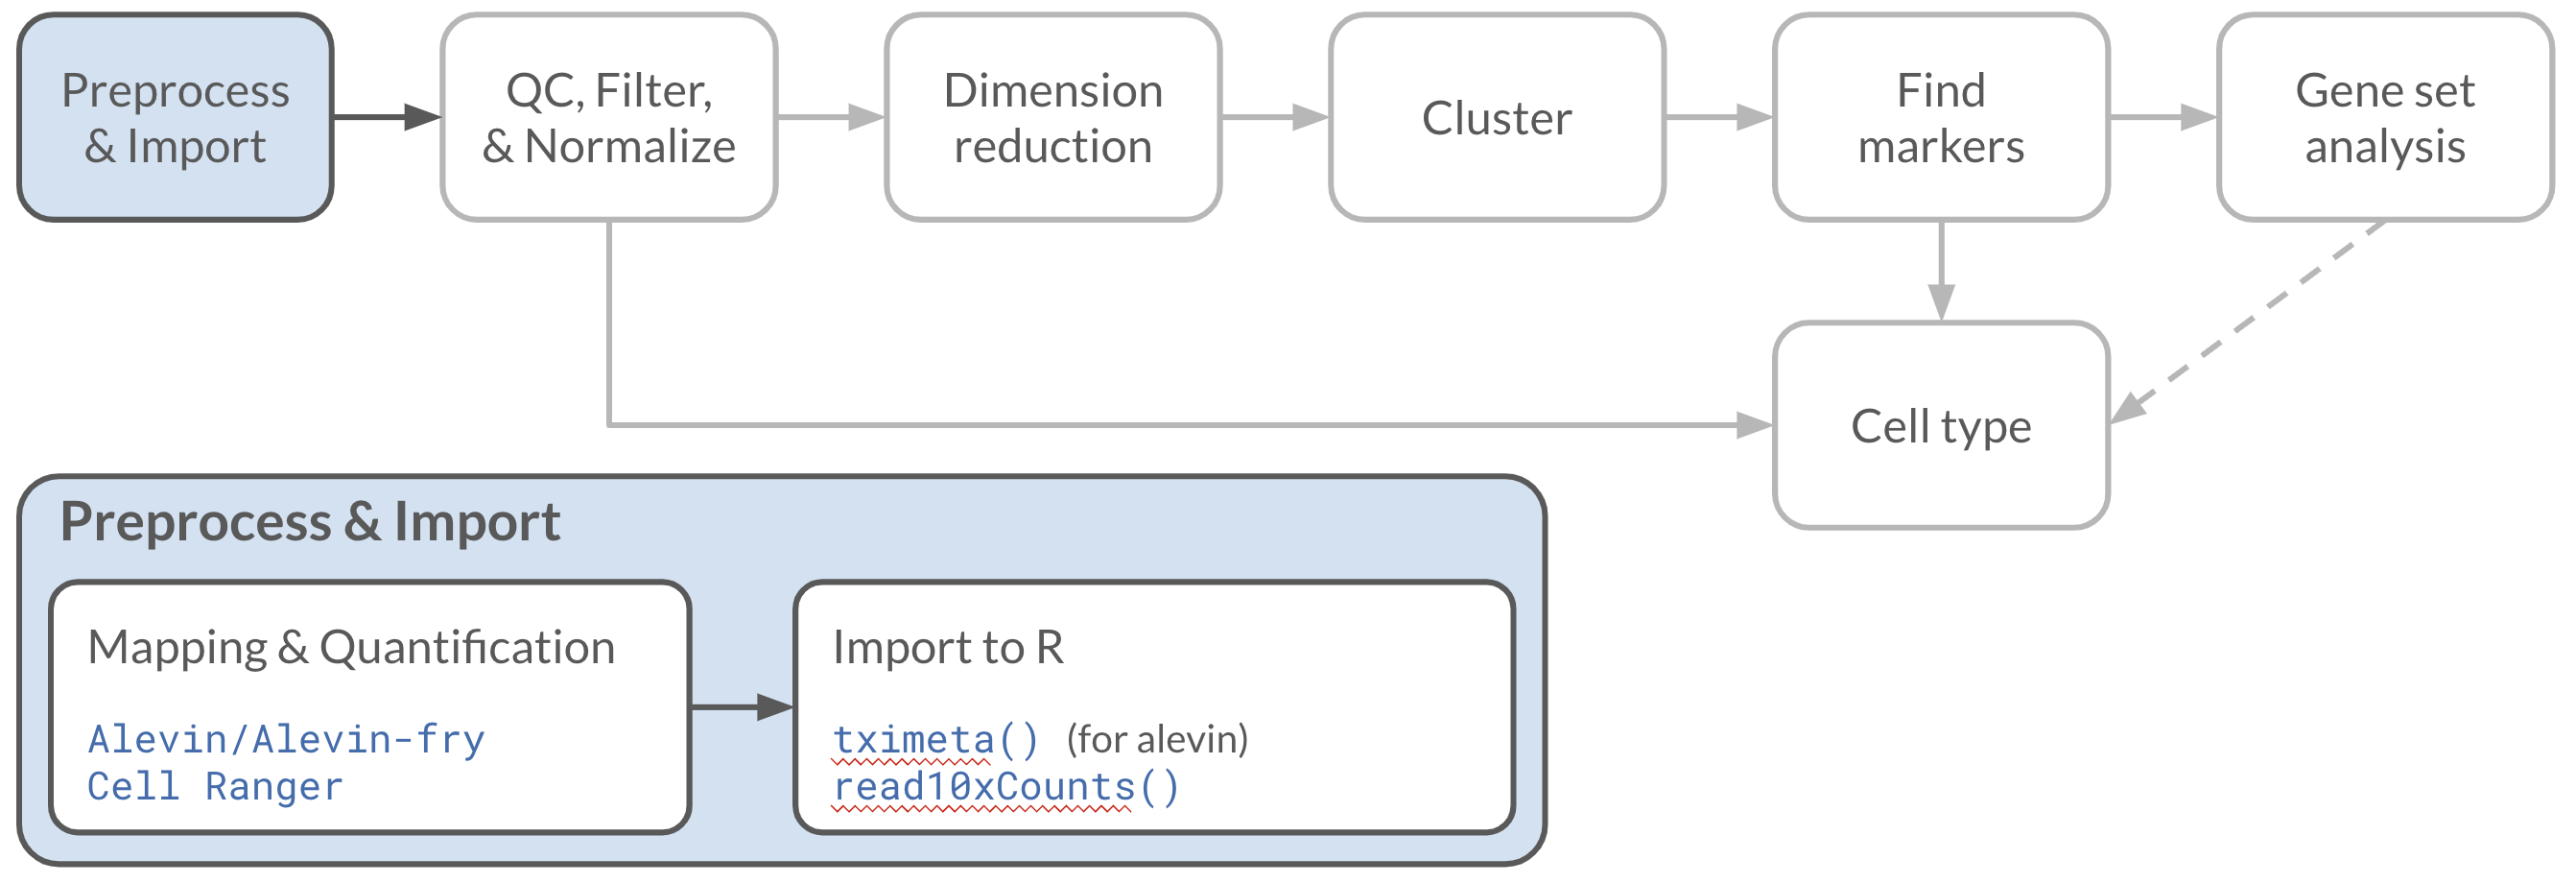 Preprocess
& Import
QC, Filter,
& Normalize
Dimension
reduction
Cluster
Find
markers
Gene set
analysis
Cell type
Preprocess & Import
Mapping & Quantification
Alevin/Alevin-fry
Cell Ranger
Import to R
tximeta() (for alevin)
read10xCounts()